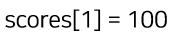 scores[1] = 100